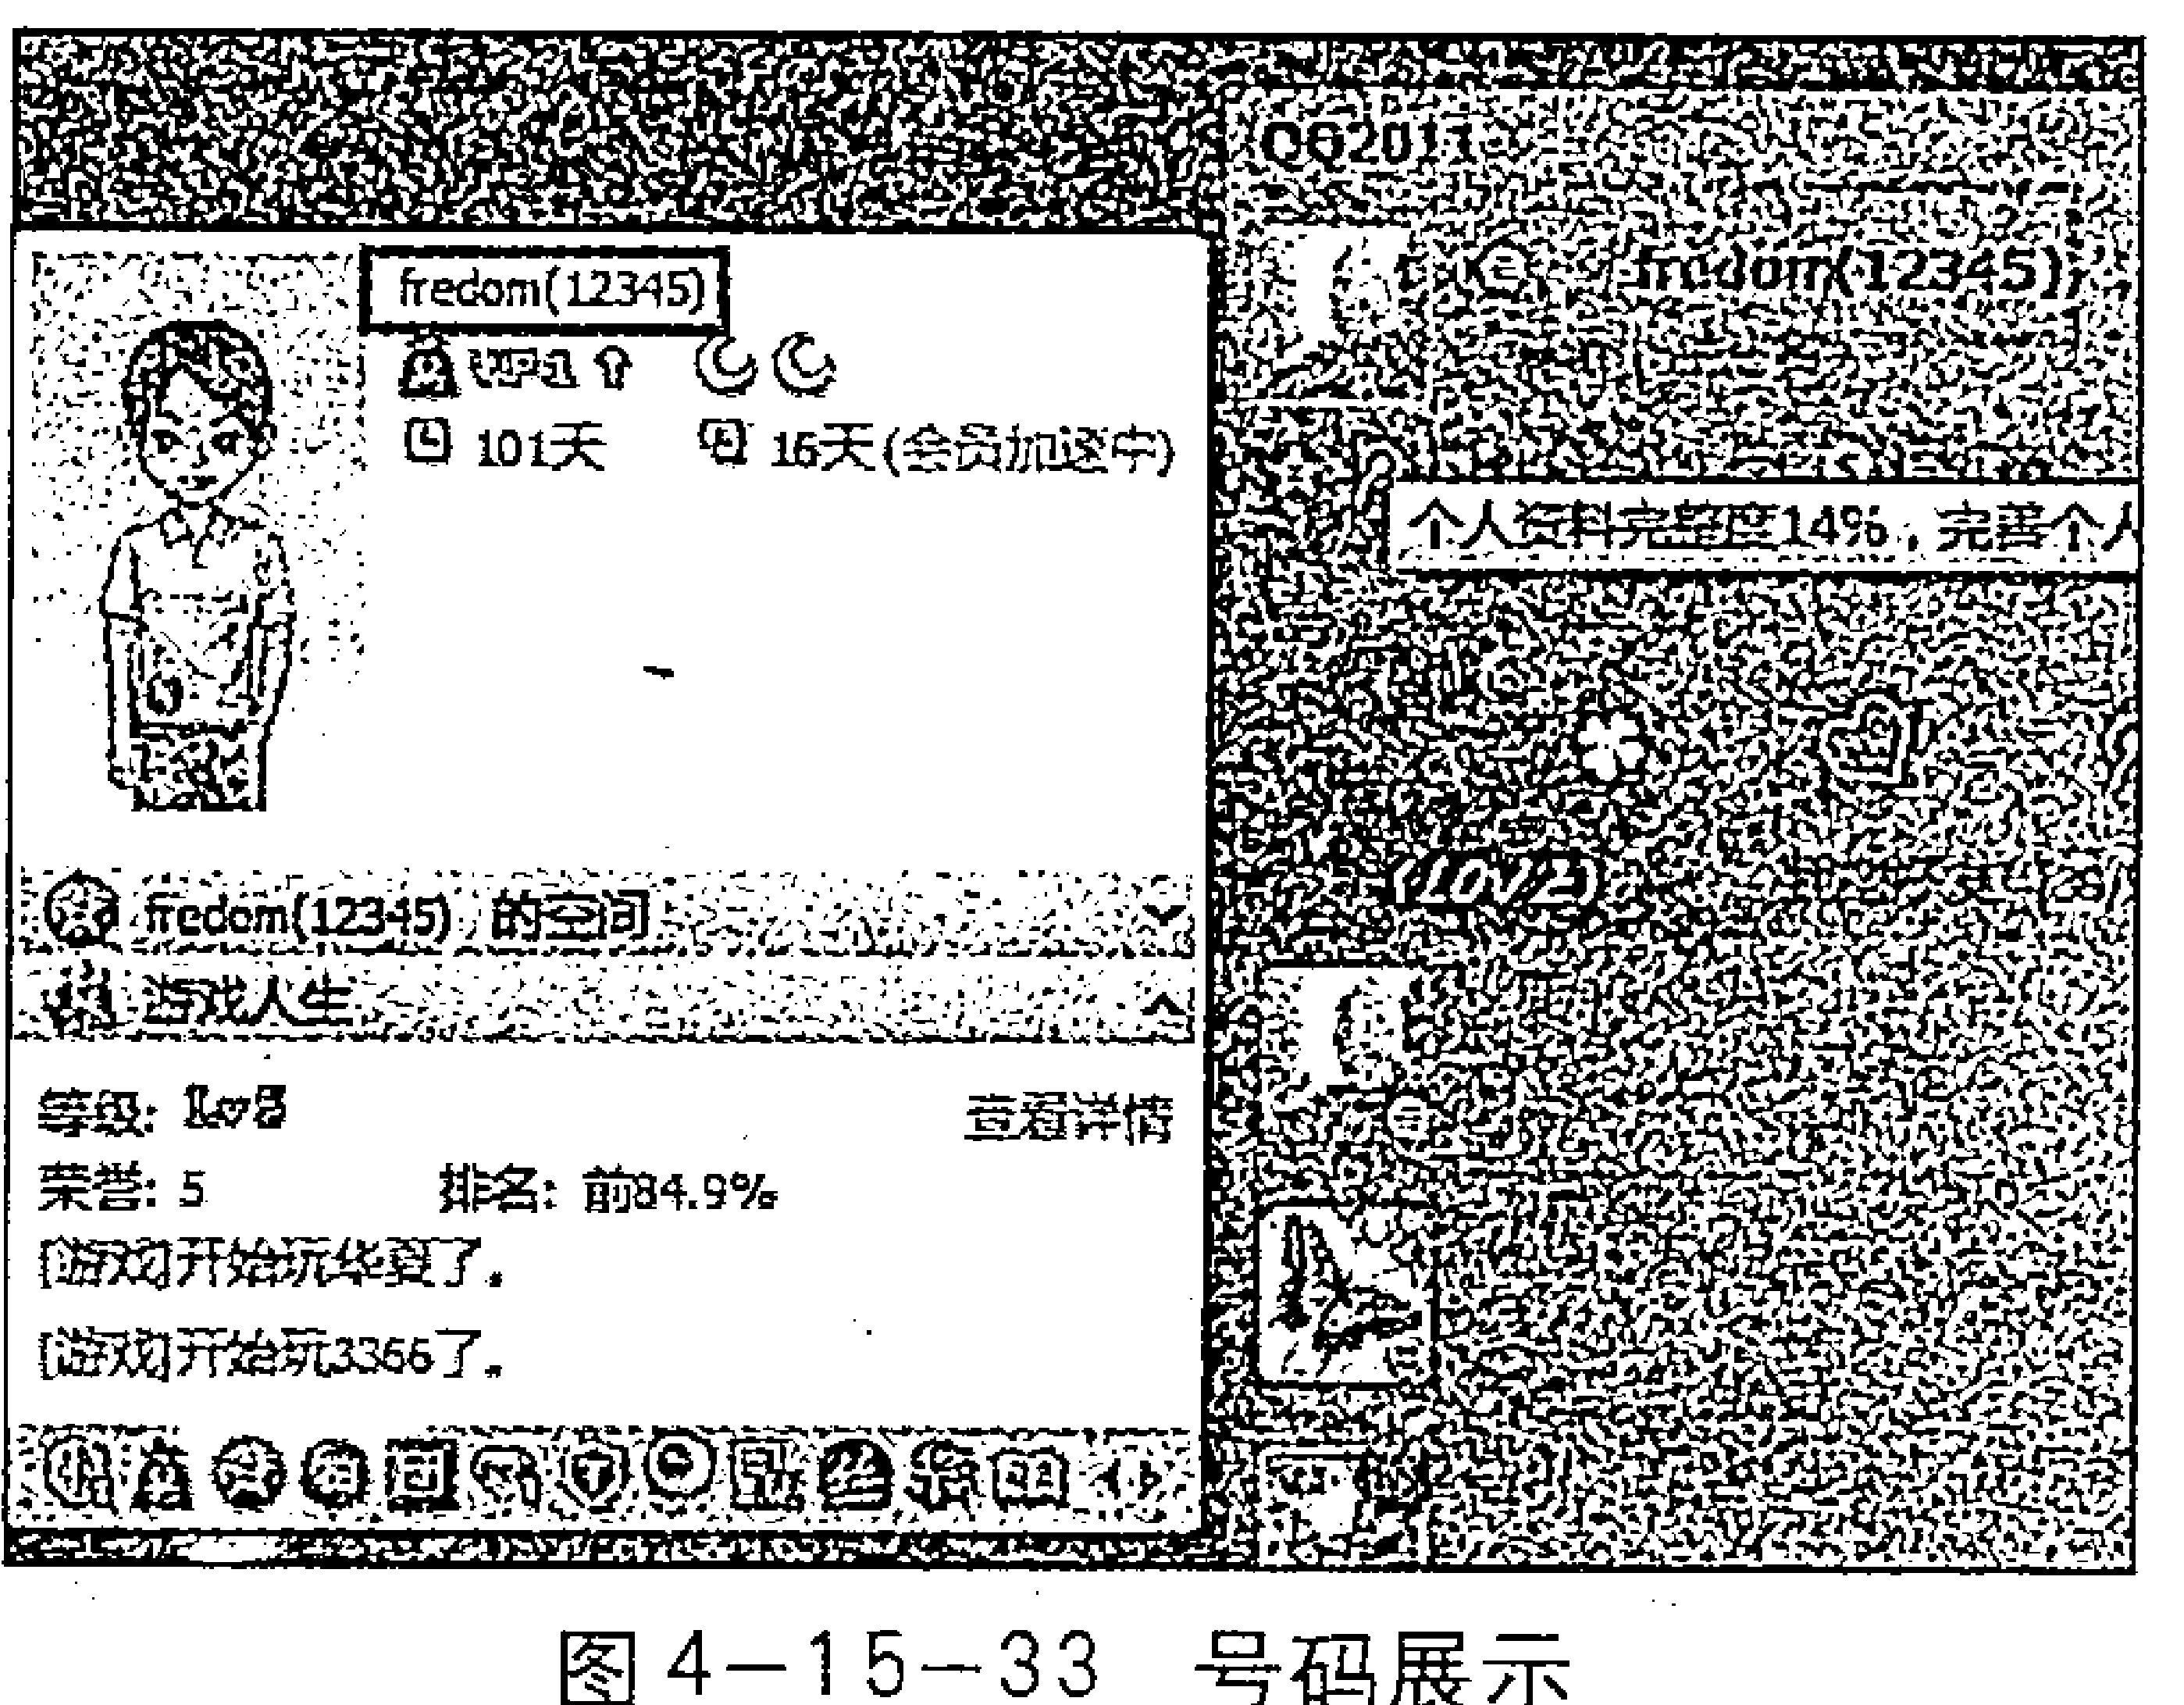 QQ2011
fredom(12345)
fredom(12345)
VIP1
101天 16天(会员加速中)
个人资料完整度14%，完善个人
LOVE
fredom(12345) 的空间
游戏人生
等级: Lv3 查看详情
荣誉: 5 排名: 前84.9%
[游戏]开始玩华夏了。
[游戏]开始玩3366了。
图4-15-33 号码展示